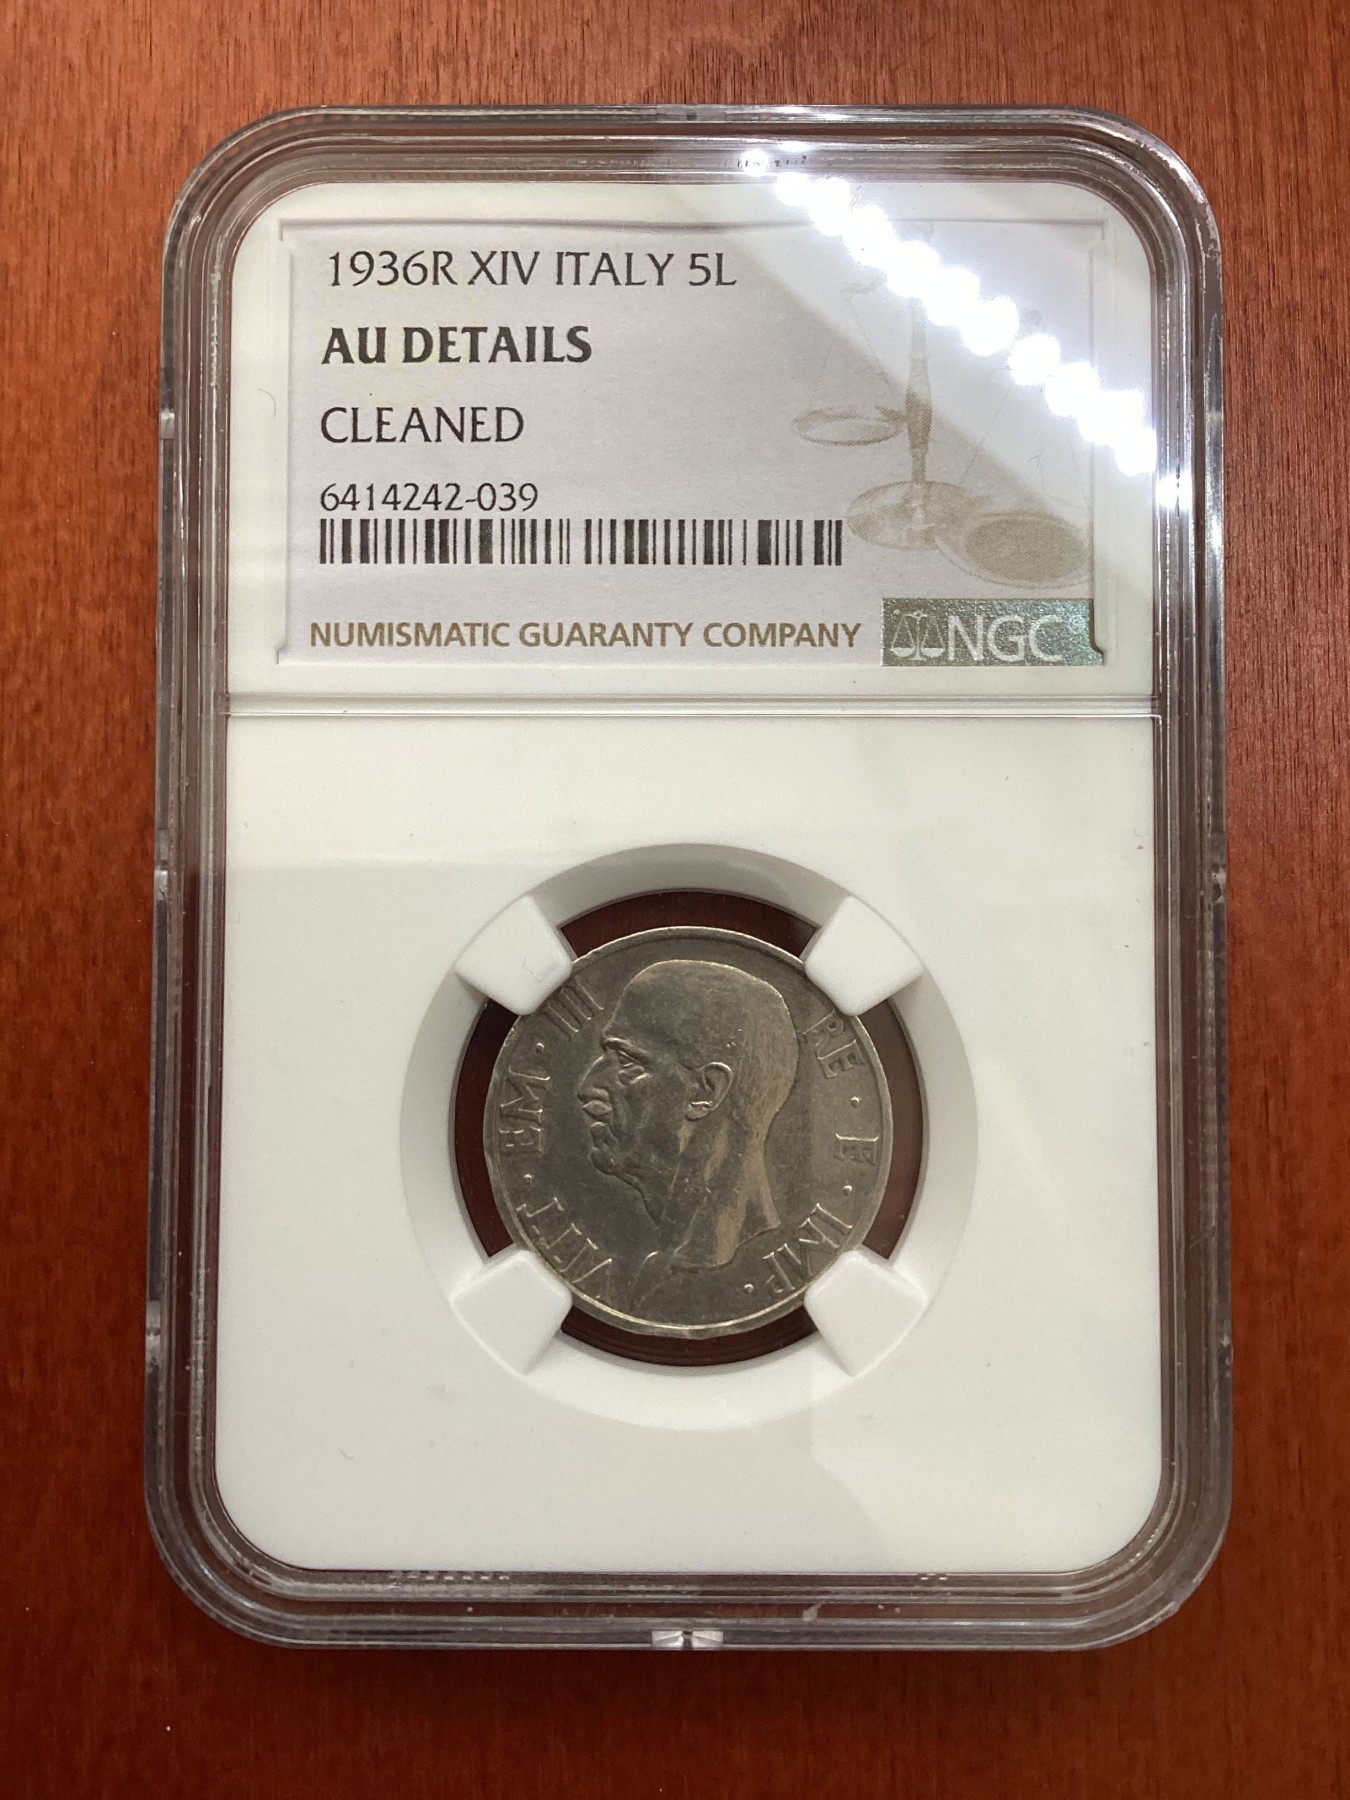 1936R XIV ITALY 5L
AU DETAILS
CLEANED
6414242-039
NUMISMATIC GUARANTY COMPANY NGC®
VITT · EM · III RE · E · IMP ·